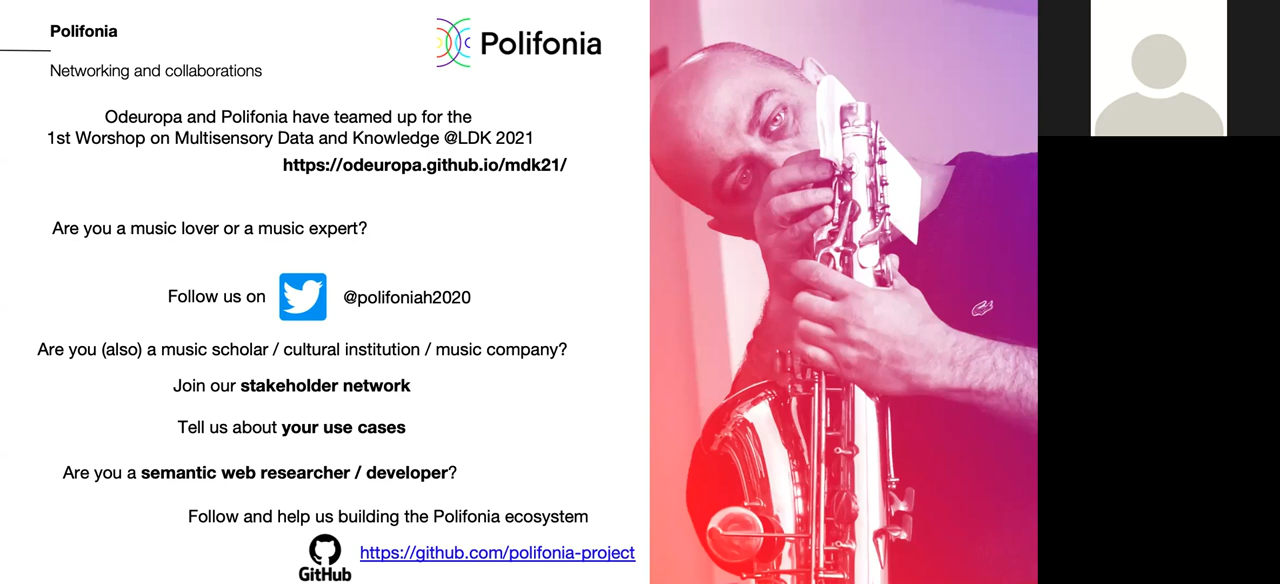 Polifonia
Polifonia
Networking and collaborations
Odeuropa and Polifonia have teamed up for the
1st Worshop on Multisensory Data and Knowledge @LDK 2021
https://odeuropa.github.io/mdk21/
Are you a music lover or a music expert?
Follow us on @polifoniah2020
Are you (also) a music scholar / cultural institution / music company?
Join our stakeholder network
Tell us about your use cases
Are you a semantic web researcher / developer?
Follow and help us building the Polifonia ecosystem
https://github.com/polifonia-project
GitHub